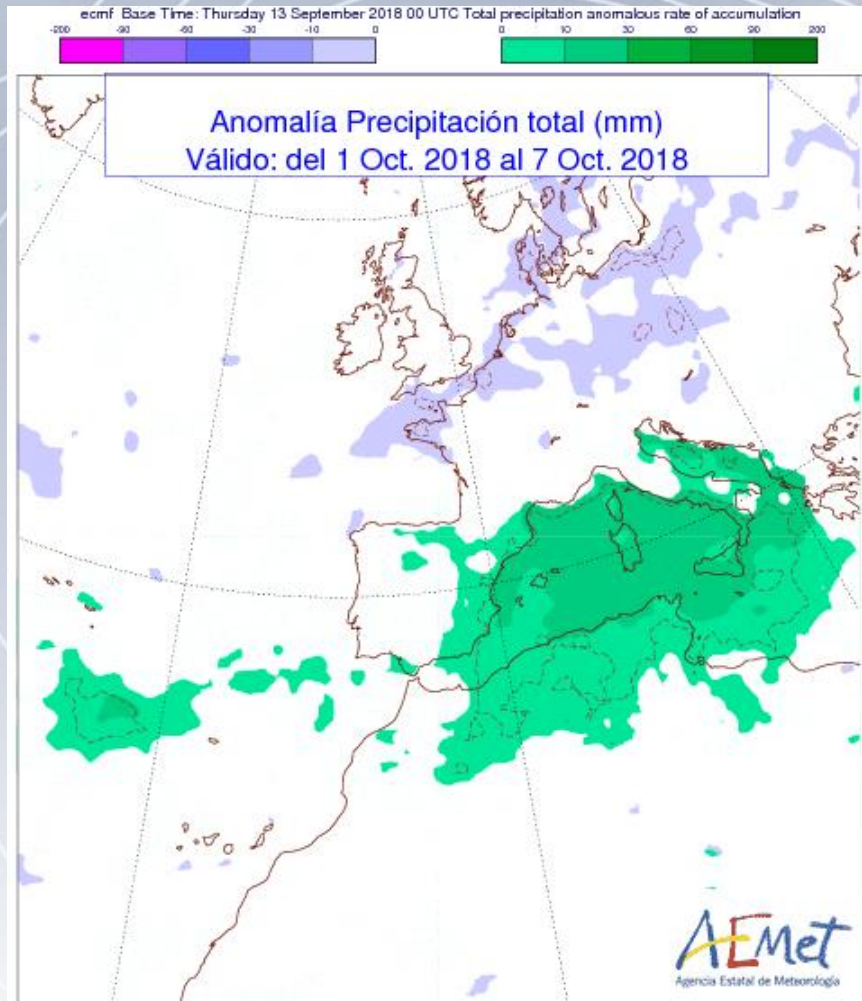 ecmf Base Time: Thursday 13 September 2018 00 UTC Total precipitation anomalous rate of accumulation
-200 -90 -60 -30 -10 0 0 10 30 60 90 200
Anomalía Precipitación total (mm)
Válido: del 1 Oct. 2018 al 7 Oct. 2018
AEMet
Agencia Estatal de Meteorología